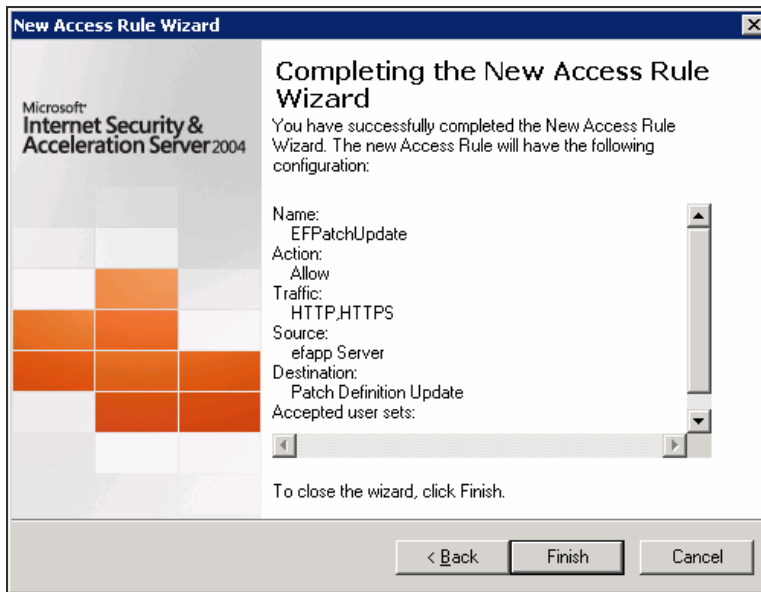 New Access Rule Wizard
Microsoft
Internet Security &
Acceleration Server 2004
Completing the New Access Rule
Wizard
You have successfully completed the New Access Rule
Wizard. The new Access Rule will have the following
configuration:
Name:
EFPatchUpdate
Action:
Allow
Traffic:
HTTP,HTTPS
Source:
efapp Server
Destination:
Patch Definition Update
Accepted user sets:
To close the wizard, click Finish.
< Back
Finish
Cancel